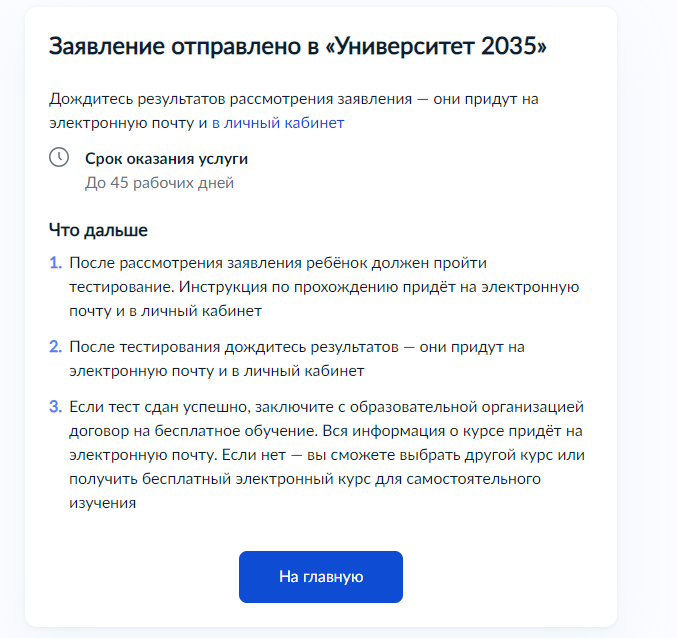 Заявление отправлено в «Университет 2035»
Дождитесь результатов рассмотрения заявления — они придут на
электронную почту и в личный кабинет
Срок оказания услуги
До 45 рабочих дней
Что дальше
1. После рассмотрения заявления ребёнок должен пройти
тестирование. Инструкция по прохождению придёт на электронную
почту и в личный кабинет
2. После тестирования дождитесь результатов — они придут на
электронную почту и в личный кабинет
3. Если тест сдан успешно, заключите с образовательной организацией
договор на бесплатное обучение. Вся информация о курсе придёт на
электронную почту. Если нет — вы сможете выбрать другой курс или
получить бесплатный электронный курс для самостоятельного
изучения
На главную